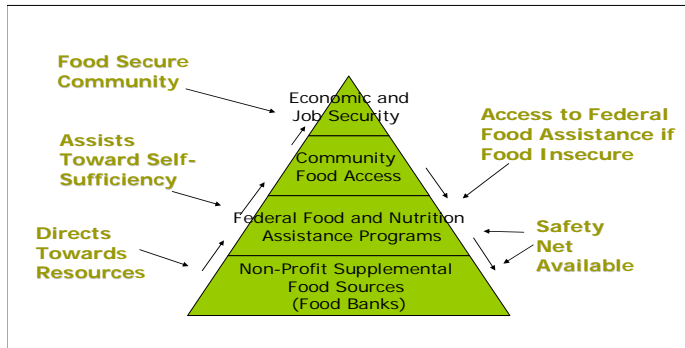 Food Secure
Community
Assists
Toward Self-
Sufficiency
Directs
Towards
Resources
Economic and
Job Security
Community
Food Access
Federal Food and Nutrition
Assistance Programs
Non-Profit Supplemental
Food Sources
(Food Banks)
Access to Federal
Food Assistance if
Food Insecure
Safety
Net
Available